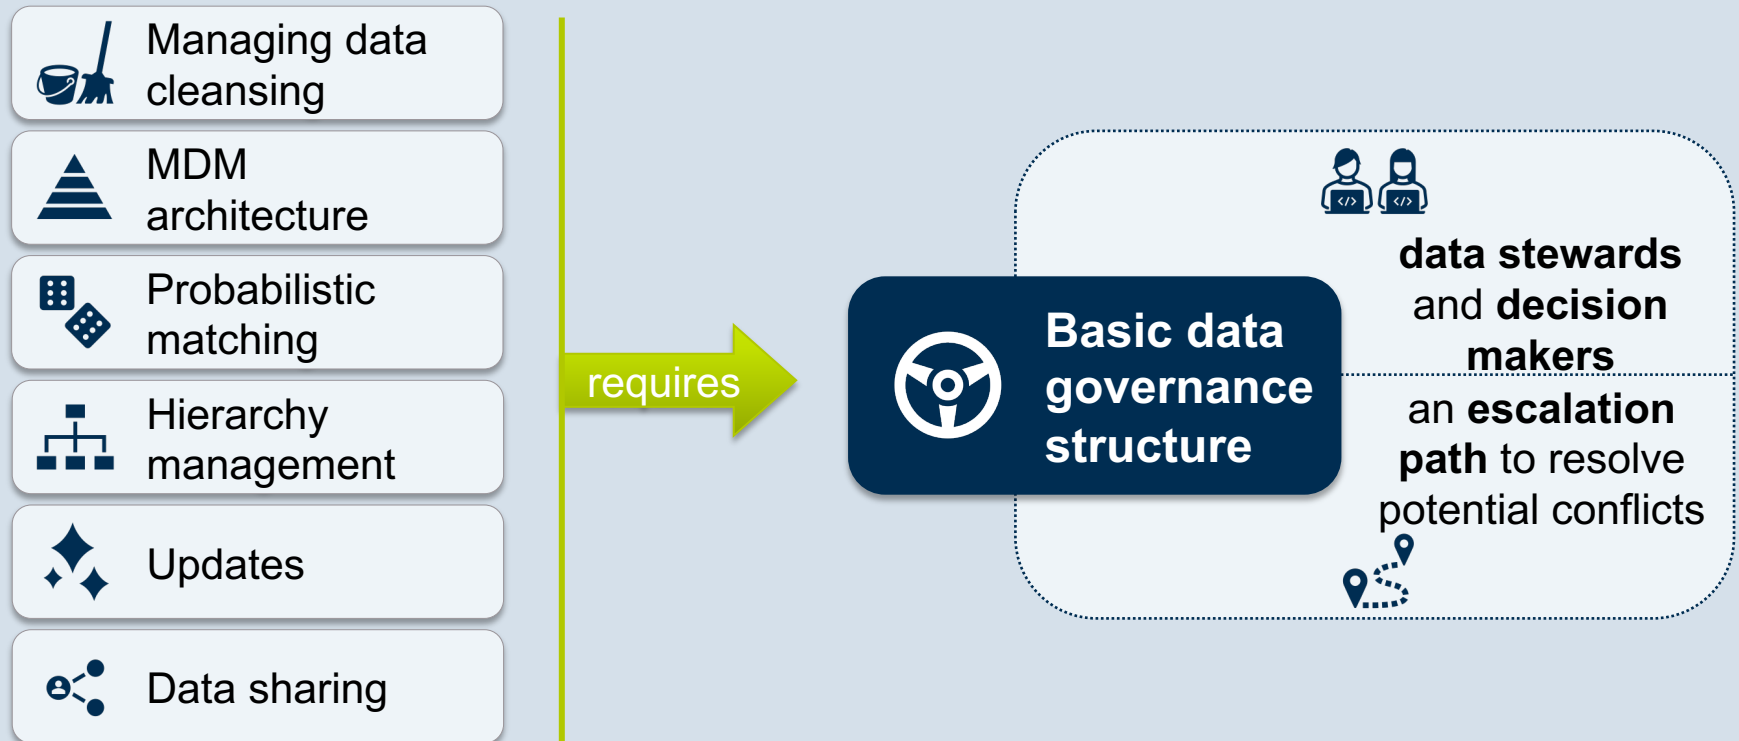 Managing data
cleansing
MDM
architecture
Probabilistic
matching
Hierarchy
management
Updates
Data sharing
requires
Basic data
governance
structure
data stewards
and decision
makers
an escalation
path to resolve
potential conflicts